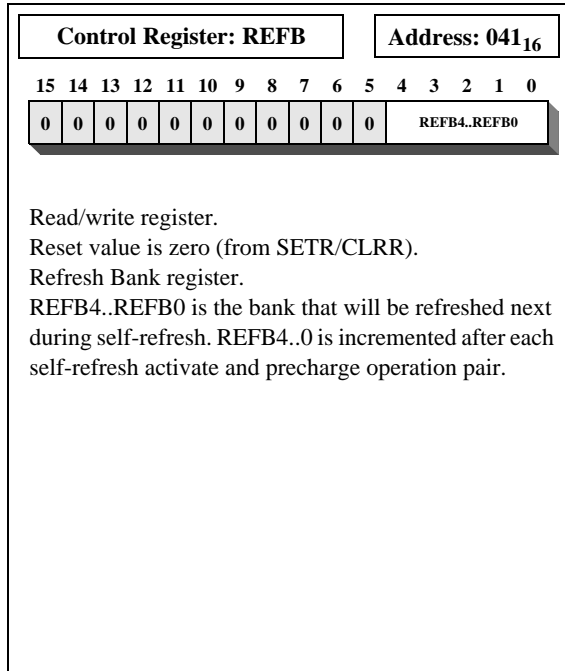 Control Register: REFB Address: 041₁₆
15 14 13 12 11 10 9 8 7 6 5 4 3 2 1 0
0 0 0 0 0 0 0 0 0 0 0 REFB4..REFB0
Read/write register.
Reset value is zero (from SETR/CLRR).
Refresh Bank register.
REFB4..REFB0 is the bank that will be refreshed next
during self-refresh. REFB4..0 is incremented after each
self-refresh activate and precharge operation pair.